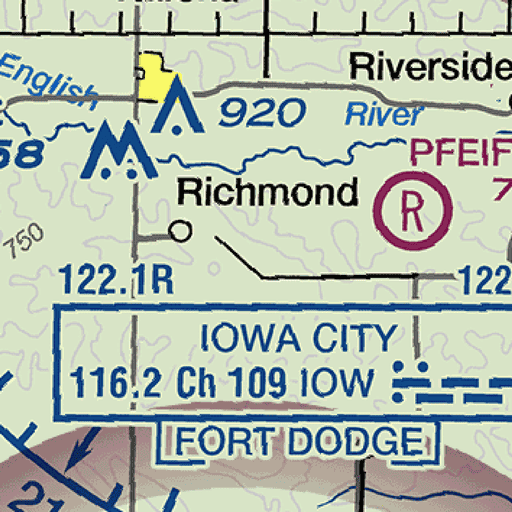 Riverside
English
920
River
58
PFEIF
Richmond
R
7
750
122.1R
122
IOWA CITY
116.2 Ch 109 IOW
FORT DODGE
21